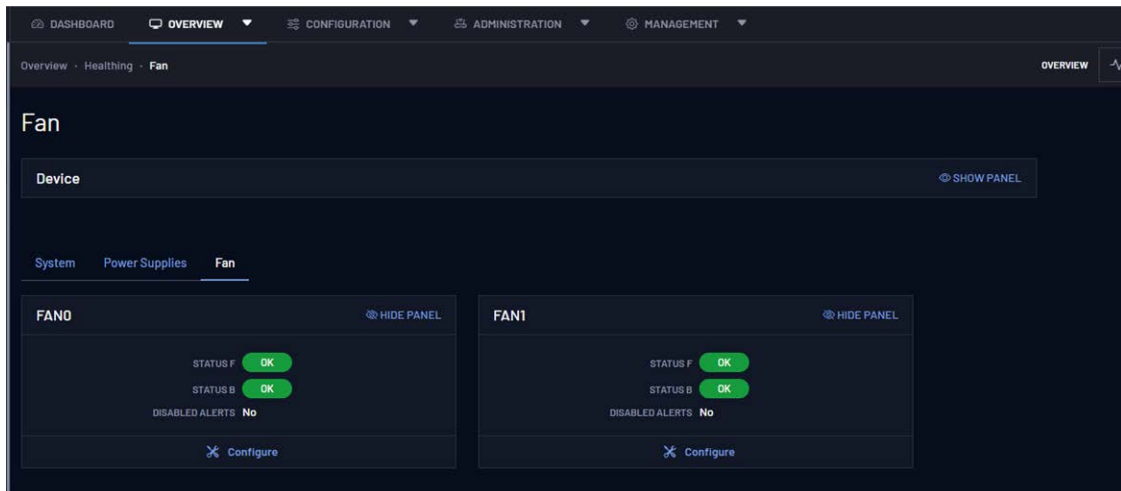 DASHBOARD OVERVIEW CONFIGURATION ADMINISTRATION MANAGEMENT
Overview · Healthing · Fan OVERVIEW
Fan
Device SHOW PANEL
System Power Supplies Fan
FAN0 HIDE PANEL FAN1 HIDE PANEL
STATUS F OK STATUS F OK
STATUS B OK STATUS B OK
DISABLED ALERTS No DISABLED ALERTS No
Configure Configure